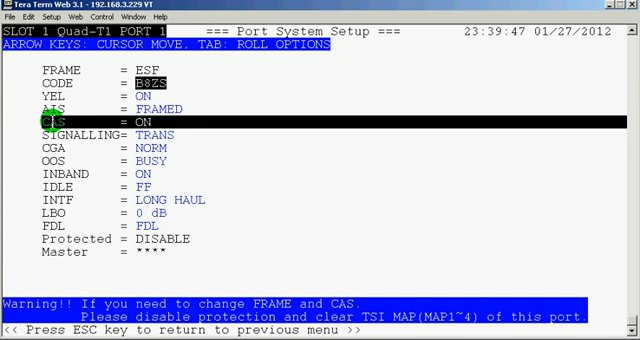 Tera Term Web 3.1 - 192.168.3.229 VT
File Edit Setup Web Control Window Help
SLOT 1 Quad-T1 PORT 1 === Port System Setup === 23:39:47 01/27/2012
ARROW KEYS: CURSOR MOVE, TAB: ROLL OPTIONS
FRAME = ESF
CODE = B8ZS
YEL = ON
AIS = FRAMED
CAS = ON
SIGNALLING= TRANS
CGA = NORM
OOS = BUSY
INBAND = ON
IDLE = FF
INTF = LONG HAUL
LBO = 0 dB
FDL = FDL
Protected = DISABLE
Master = ****
Warning!! If you need to change FRAME and CAS.
Please disable protection and clear TSI MAP(MAP1~4) of this port.
<< Press ESC key to return to previous menu >>